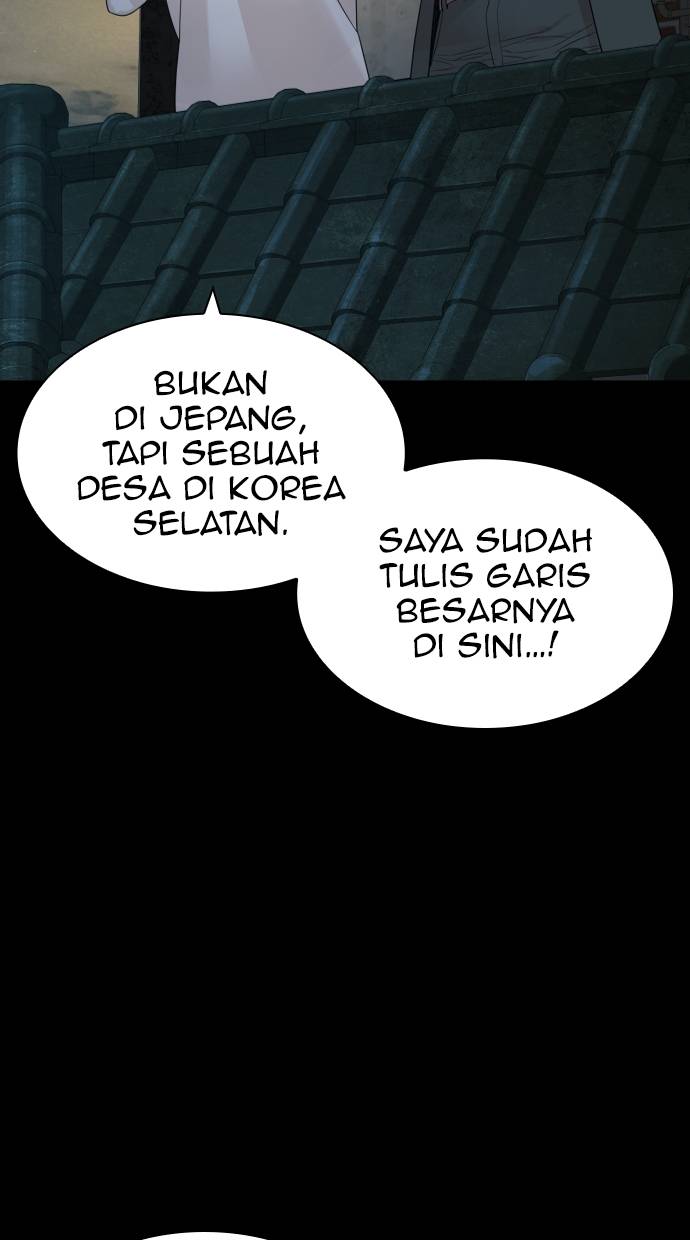 BUKAN
DI JEPANG,
TAPI SEBUAH
DESA DI KOREA
SELATAN.
SAYA SUDAH
TULIS GARIS
BESARNYA
DI SINI...!